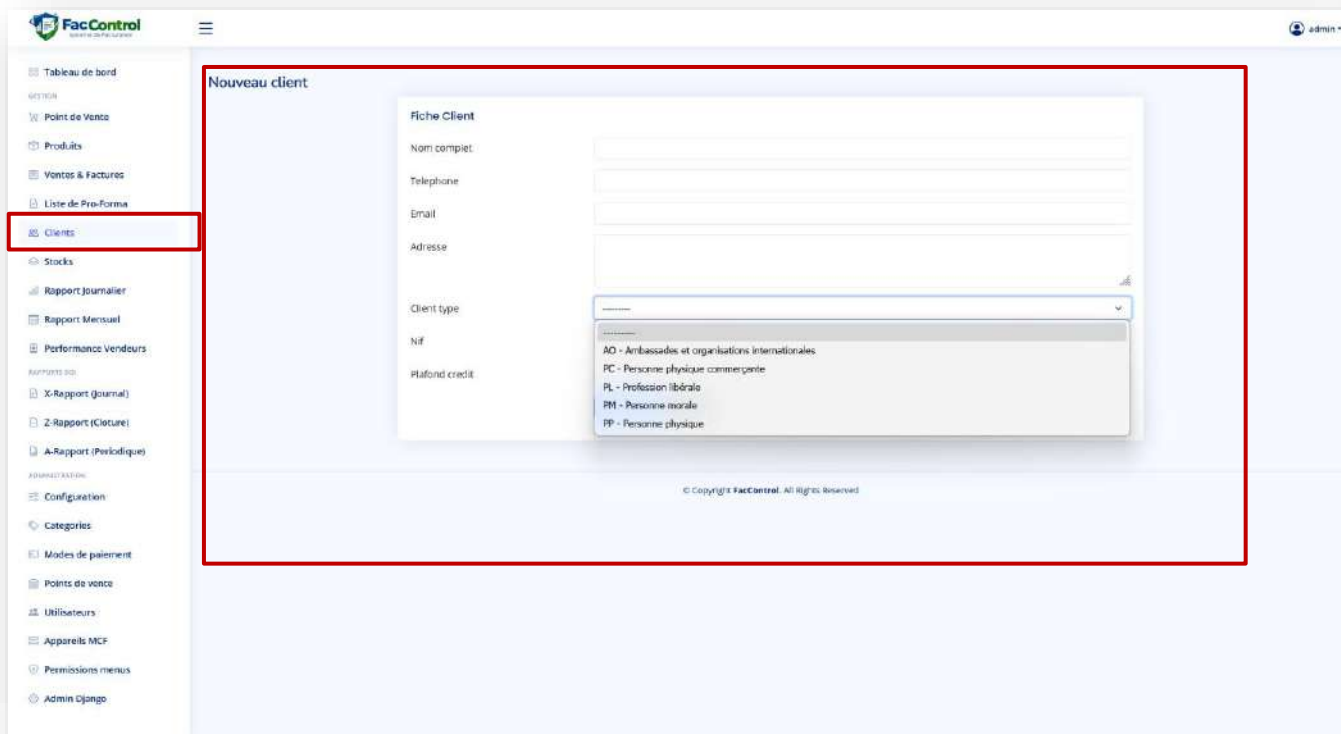 FacControl
admin
Tableau de bord
GESTION
Point de Vente
Produits
Ventes & Factures
Liste de Pro-Forma
Clients
Stocks
Rapport Journalier
Rapport Mensuel
Performance Vendeurs
RAPPORTS DGI
X-Rapport (Journal)
Z-Rapport (Cloture)
A-Rapport (Periodique)
ADMINISTRATION
Configuration
Categories
Modes de paiement
Points de vente
Utilisateurs
Appareils MCF
Permissions menus
Admin Django
Nouveau client
Fiche Client
Nom complet
Telephone
Email
Adresse
Client type
---------
---------
AO - Ambassades et organisations internationales
PC - Personne physique commerçante
PL - Profession libérale
PM - Personne morale
PP - Personne physique
Nif
Plafond credit
© Copyright FacControl. All Rights Reserved